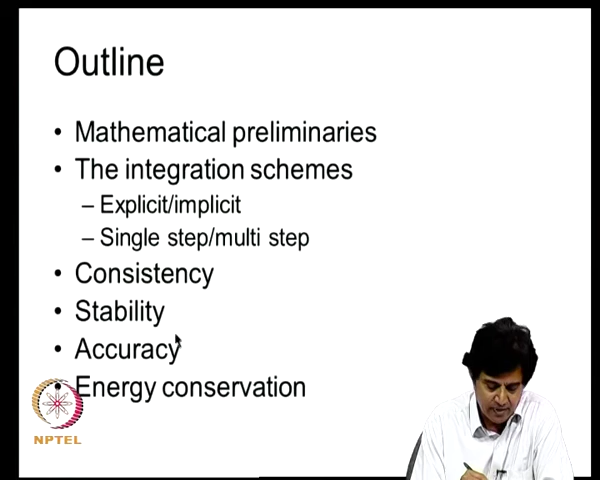 Outline
• Mathematical preliminaries
• The integration schemes
– Explicit/implicit
– Single step/multi step
• Consistency
• Stability
• Accuracy
• Energy conservation
NPTEL